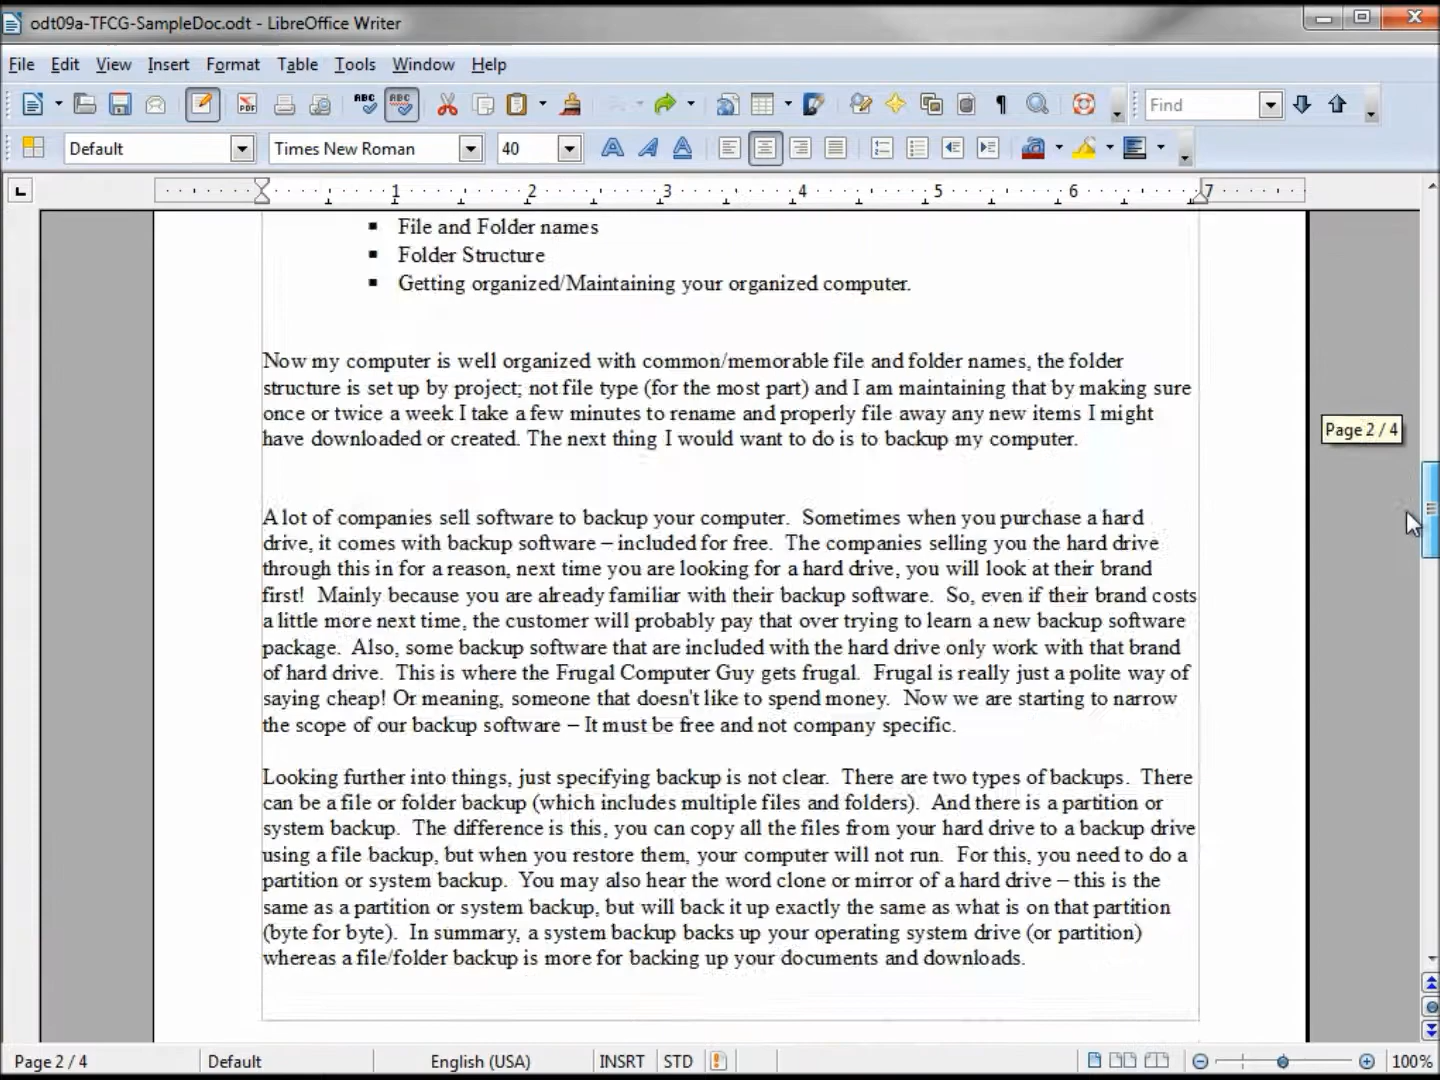 odt09a-TFCG-SampleDoc.odt - LibreOffice Writer
File Edit View Insert Format Table Tools Window Help
PDF ABC ABC Find
Default Times New Roman 40
1 2 3 4 5 6 7
File and Folder names
Folder Structure
Getting organized/Maintaining your organized computer.
Now my computer is well organized with common/memorable file and folder names, the folder
structure is set up by project; not file type (for the most part) and I am maintaining that by making sure
once or twice a week I take a few minutes to rename and properly file away any new items I might
have downloaded or created. The next thing I would want to do is to backup my computer.
Page 2 / 4
A lot of companies sell software to backup your computer.  Sometimes when you purchase a hard
drive, it comes with backup software – included for free.  The companies selling you the hard drive
through this in for a reason, next time you are looking for a hard drive, you will look at their brand
first!  Mainly because you are already familiar with their backup software.  So, even if their brand costs
a little more next time, the customer will probably pay that over trying to learn a new backup software
package.  Also, some backup software that are included with the hard drive only work with that brand
of hard drive.  This is where the Frugal Computer Guy gets frugal.  Frugal is really just a polite way of
saying cheap! Or meaning, someone that doesn't like to spend money.  Now we are starting to narrow
the scope of our backup software – It must be free and not company specific.
Looking further into things, just specifying backup is not clear.  There are two types of backups.  There
can be a file or folder backup (which includes multiple files and folders).  And there is a partition or
system backup.  The difference is this, you can copy all the files from your hard drive to a backup drive
using a file backup, but when you restore them, your computer will not run.  For this, you need to do a
partition or system backup.  You may also hear the word clone or mirror of a hard drive – this is the
same as a partition or system backup, but will back it up exactly the same as what is on that partition
(byte for byte).  In summary, a system backup backs up your operating system drive (or partition)
whereas a file/folder backup is more for backing up your documents and downloads.
Page 2 / 4 Default English (USA) INSRT STD 100%